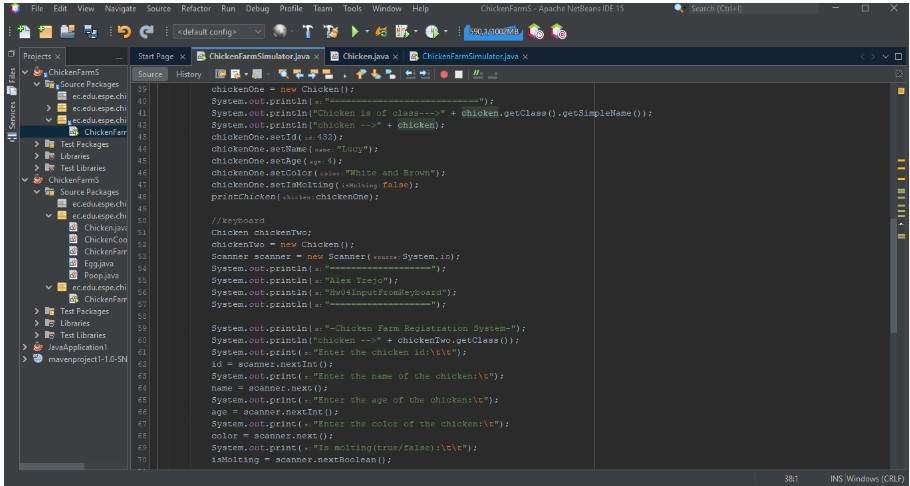 File Edit View Navigate Source Refactor Run Debug Profile Team Tools Window Help
ChickenFarmS - Apache NetBeans IDE 15
Search (Ctrl+I)
<default config>
590,1/1002MB
Projects
Files
Services
ChickenFarmS
Source Packages
ec.edu.espe.chi
ec.edu.espe.chi
ec.edu.espe.chi
ChickenFarr
Test Packages
Libraries
Test Libraries
ChickenFarmS
Source Packages
ec.edu.espe.chi
ec.edu.espe.chi
Chicken.java
ChickenCoo
ChickenFarr
Egg.java
Poop.java
ec.edu.espe.chi
ChickenFarr
Test Packages
Libraries
Test Libraries
JavaApplication1
mavenproject1-1.0-SN
Start Page ChickenFarmSimulator.java Chicken.java ChickenFarmSimulator.java
Source History
39 chickenOne = new Chicken();
40 System.out.println(x:"=============================");
41 System.out.println("Chicken is of class--->" + chicken.getClass().getSimpleName());
42 System.out.println("chicken -->" + chicken);
43 chickenOne.setId(id:432);
44 chickenOne.setName(name:"Lucy");
45 chickenOne.setAge(age:4);
46 chickenOne.setColor(color:"White and Brown");
47 chickenOne.setIsMolting(isMolting:false);
48 printChicken(chicken:chickenOne);
49
50 //keyboard
51 Chicken chickenTwo;
52 chickenTwo = new Chicken();
53 Scanner scanner = new Scanner(source:System.in);
54 System.out.println(x:"====================");
55 System.out.println(x:"Alex Trejo");
56 System.out.println(x:"Hw04InputFromKeyboard");
57 System.out.println(x:"====================");
58
59 System.out.println(x:"-Chicken Farm Registration System-");
60 System.out.println("chicken -->" + chickenTwo.getClass());
61 System.out.print(s:"Enter the chicken id:\t\t");
62 id = scanner.nextInt();
63 System.out.print(s:"Enter the name of the chicken:\t");
64 name = scanner.next();
65 System.out.print(s:"Enter the age of the chicken:\t");
66 age = scanner.nextInt();
67 System.out.print(s:"Enter the color of the chicken:\t");
68 color = scanner.next();
69 System.out.print(s:"Is molting(true/false):\t\t");
70 isMolting = scanner.nextBoolean();
38:1 INS Windows (CRLF)